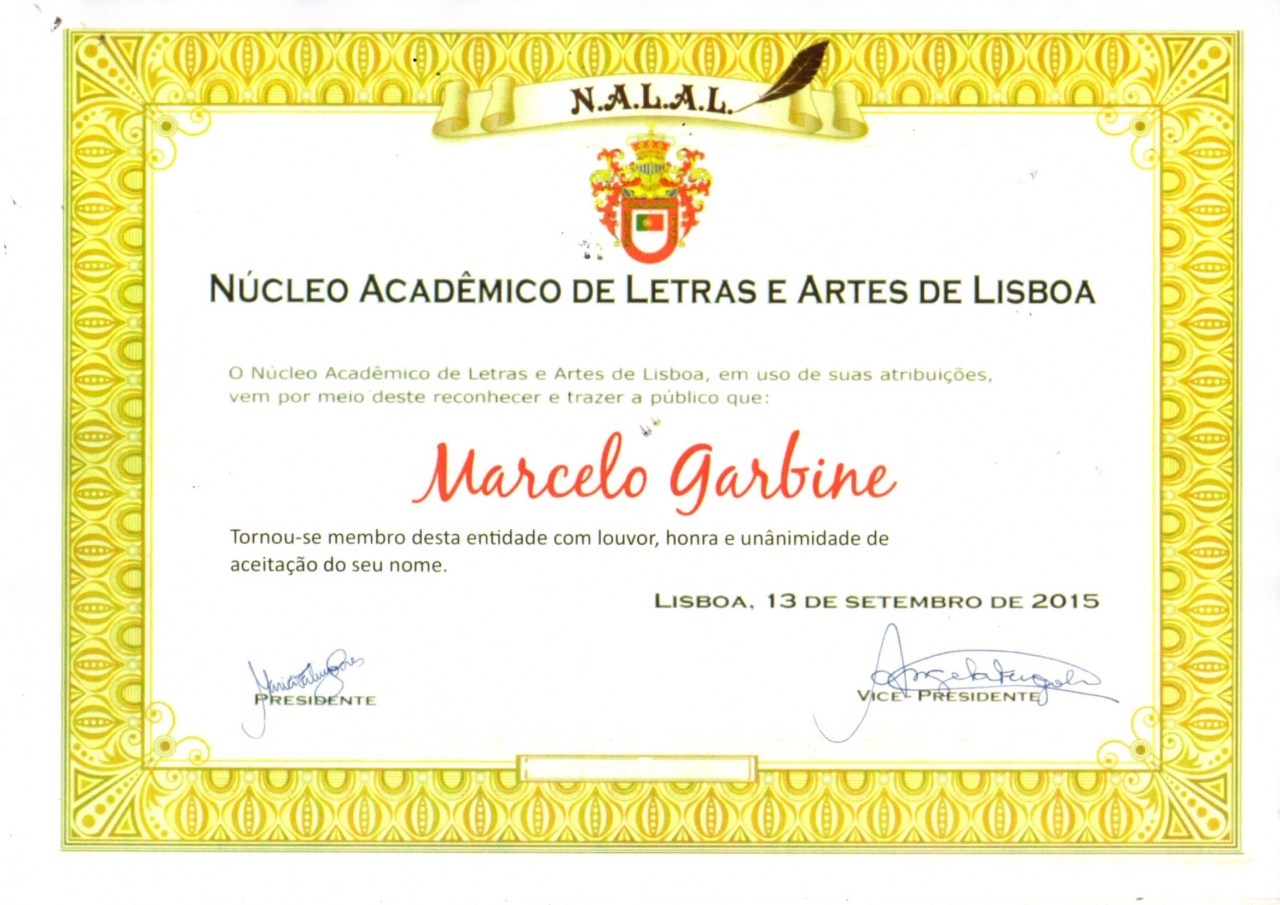 N.A.L.A.L.
NÚCLEO ACADÊMICO DE LETRAS E ARTES DE LISBOA
O Núcleo Acadêmico de Letras e Artes de Lisboa, em uso de suas atribuições,
vem por meio deste reconhecer e trazer a público que:
Marcelo Garbine
Tornou-se membro desta entidade com louvor, honra e unânimidade de
aceitação do seu nome.
LISBOA, 13 DE SETEMBRO DE 2015
PRESIDENTE
VICE- PRESIDENTE